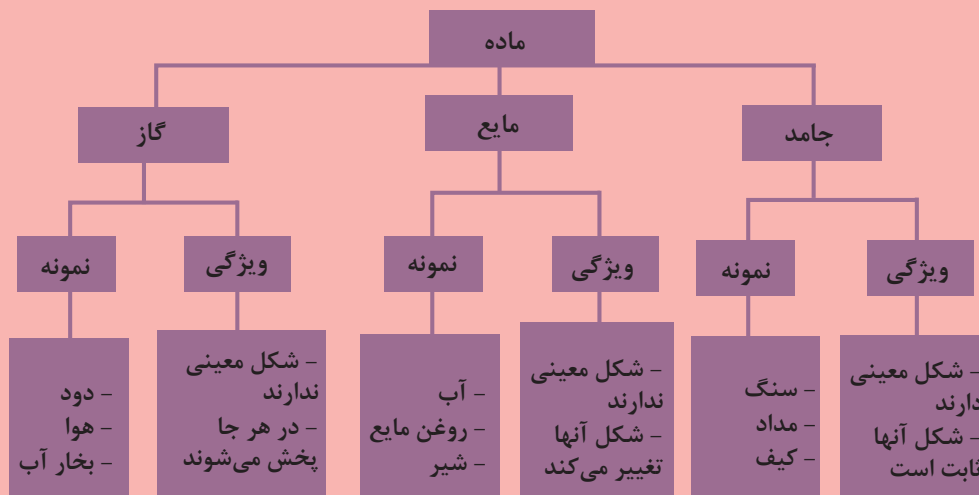 ماده
جامد
مایع
گاز
ویژگی
نمونه
ویژگی
نمونه
ویژگی
نمونه
– شکل معینی
دارند
– شکل آنها
ثابت است
– سنگ
– مداد
– کیف
– شکل معینی
ندارند
– شکل آنها
تغییر می‌کند
– آب
– روغن مایع
– شیر
– شکل معینی
ندارند
– در هر جا
پخش می‌شوند
– دود
– هوا
– بخار آب